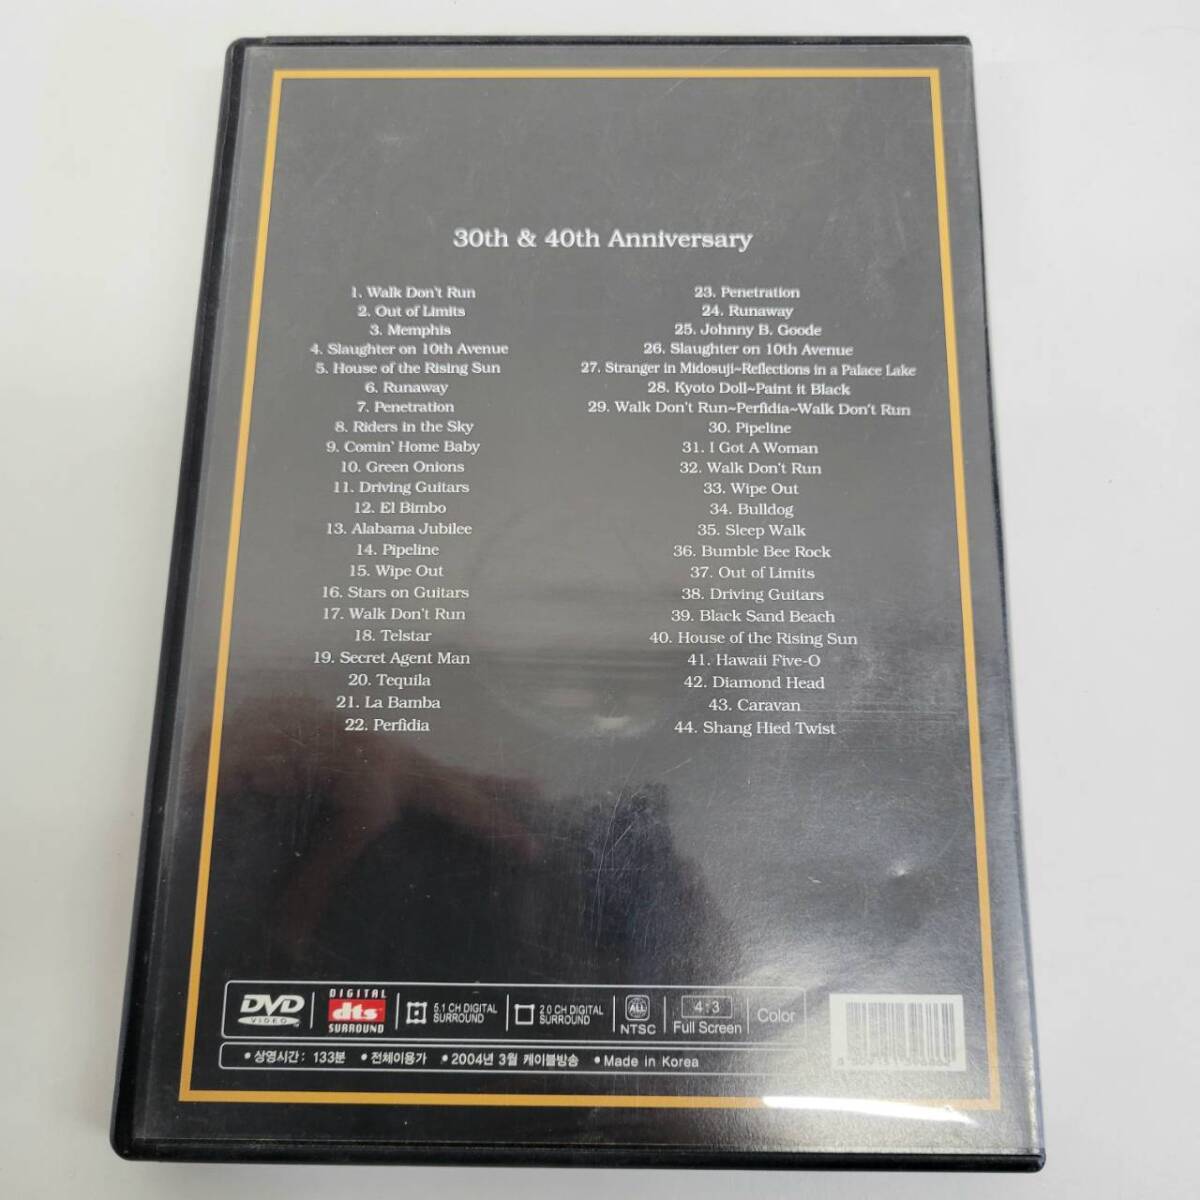 30th & 40th Anniversary
1. Walk Don't Run
2. Out of Limits
3. Memphis
4. Slaughter on 10th Avenue
5. House of the Rising Sun
6. Runaway
7. Penetration
8. Riders in the Sky
9. Comin' Home Baby
10. Green Onions
11. Driving Guitars
12. El Bimbo
13. Alabama Jubilee
14. Pipeline
15. Wipe Out
16. Stars on Guitars
17. Walk Don't Run
18. Telstar
19. Secret Agent Man
20. Tequila
21. La Bamba
22. Perfidia
23. Penetration
24. Runaway
25. Johnny B. Goode
26. Slaughter on 10th Avenue
27. Stranger in Midosuji~Reflections in a Palace Lake
28. Kyoto Doll~Paint it Black
29. Walk Don't Run~Perfidia~Walk Don't Run
30. Pipeline
31. I Got A Woman
32. Walk Don't Run
33. Wipe Out
34. Bulldog
35. Sleep Walk
36. Bumble Bee Rock
37. Out of Limits
38. Driving Guitars
39. Black Sand Beach
40. House of the Rising Sun
41. Hawaii Five-O
42. Diamond Head
43. Caravan
44. Shang Hied Twist
DVD
VIDEO
DIGITAL
dts
SURROUND
5.1 CH DIGITAL
SURROUND
2.0 CH DIGITAL
SURROUND
ALL
NTSC
4:3
Full Screen
Color
• 상영시간: 133분 • 전체이용가 • 2004년 3월 케이블방송 • Made in Korea